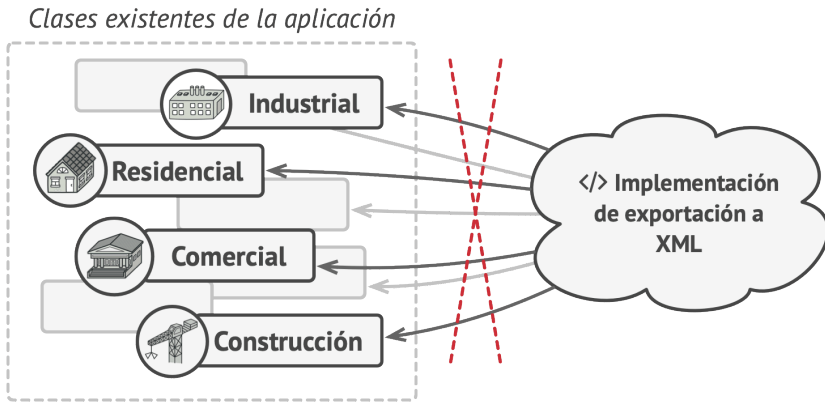 Clases existentes de la aplicación
Industrial
Residencial
Comercial
Construcción
</> Implementación
de exportación a
XML